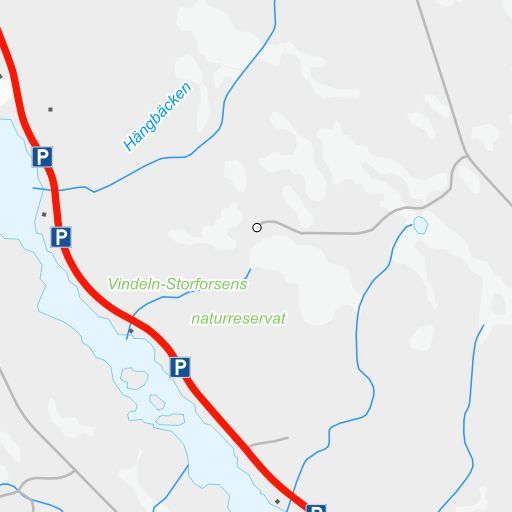 Hängbäcken
P
P
Vindeln-Storforsens
naturreservat
P
P